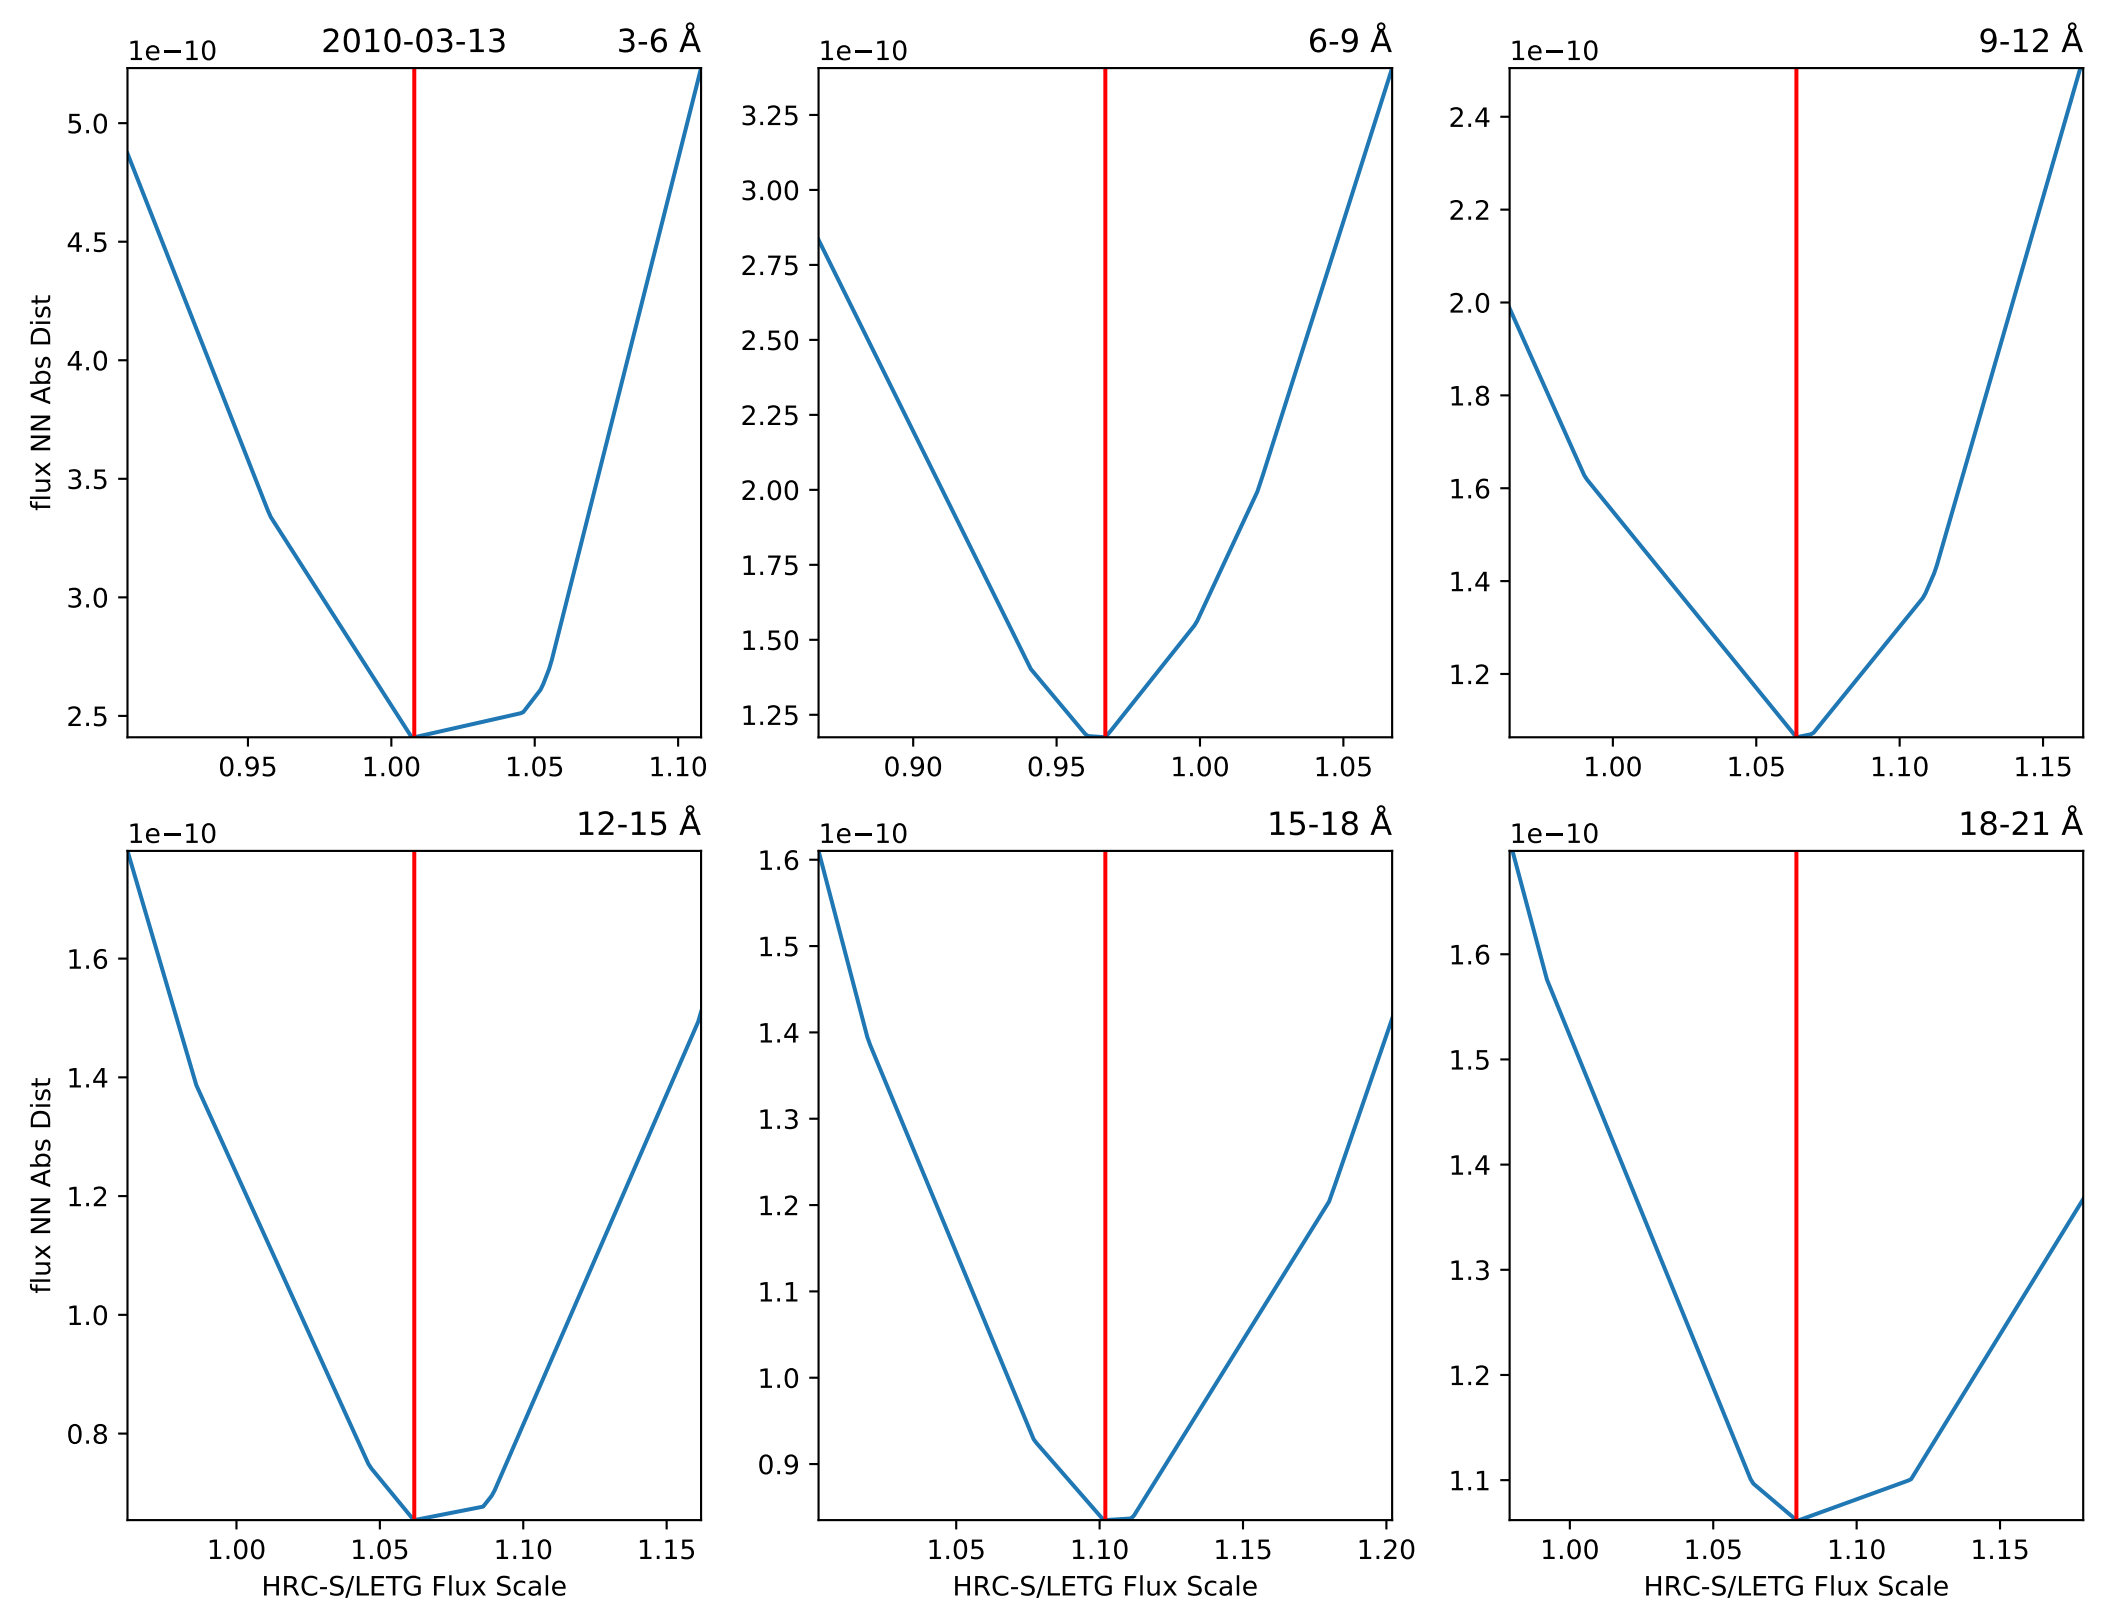 1e−10 2010-03-13 3-6 Å
5.0
4.5
4.0
3.5
3.0
2.5
flux NN Abs Dist
0.95 1.00 1.05 1.10
1e−10 6-9 Å
3.25
3.00
2.75
2.50
2.25
2.00
1.75
1.50
1.25
0.90 0.95 1.00 1.05
1e−10 9-12 Å
2.4
2.2
2.0
1.8
1.6
1.4
1.2
1.00 1.05 1.10 1.15
1e−10 12-15 Å
1.6
1.4
1.2
1.0
0.8
flux NN Abs Dist
1.00 1.05 1.10 1.15
HRC-S/LETG Flux Scale
1e−10 15-18 Å
1.6
1.5
1.4
1.3
1.2
1.1
1.0
0.9
1.05 1.10 1.15 1.20
HRC-S/LETG Flux Scale
1e−10 18-21 Å
1.6
1.5
1.4
1.3
1.2
1.1
1.00 1.05 1.10 1.15
HRC-S/LETG Flux Scale